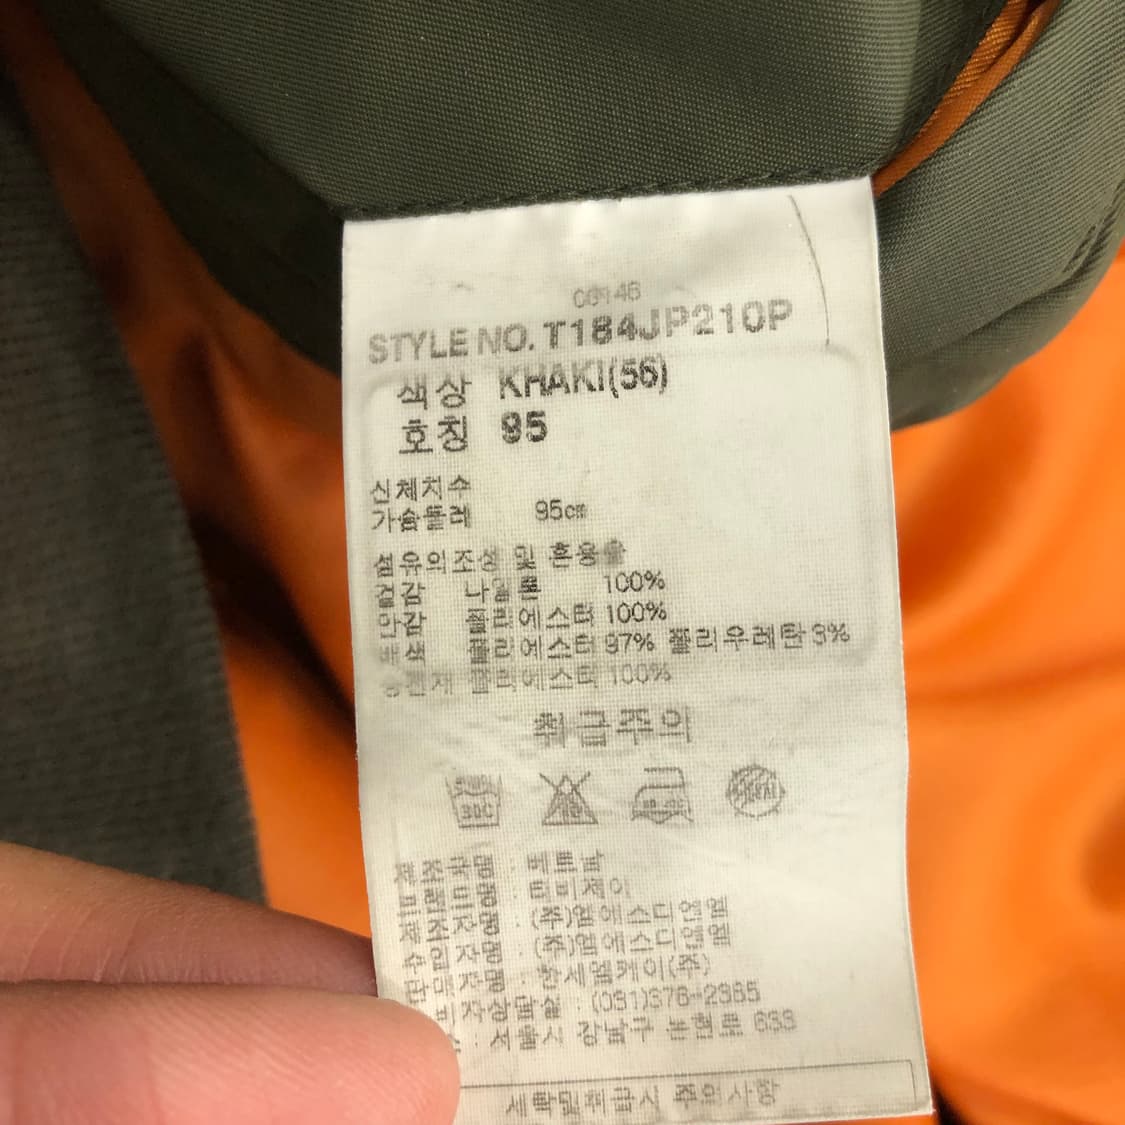 C0146
STYLE NO. T184JP210P
색상 KHAKI(56)
호칭 95
신체치수
가슴둘레 95cm
섬유의조성 및 혼용율
겉감 나일론 100%
안감 폴리에스터 100%
배색 폴리에스터 97% 폴리우레탄 3%
충전재 폴리에스터 100%
취급주의
30C
제조국명 : 베트남
브랜드명 : 티비제이
제조자명 : (주)엠에스디엔엘
수입자명 : (주)엠에스디엔엘
판매자명 : 한세엠케이(주)
비자상담실 : (031)376-2365
: 서울시 강남구 논현로 633
세탁및취급시 주의사항